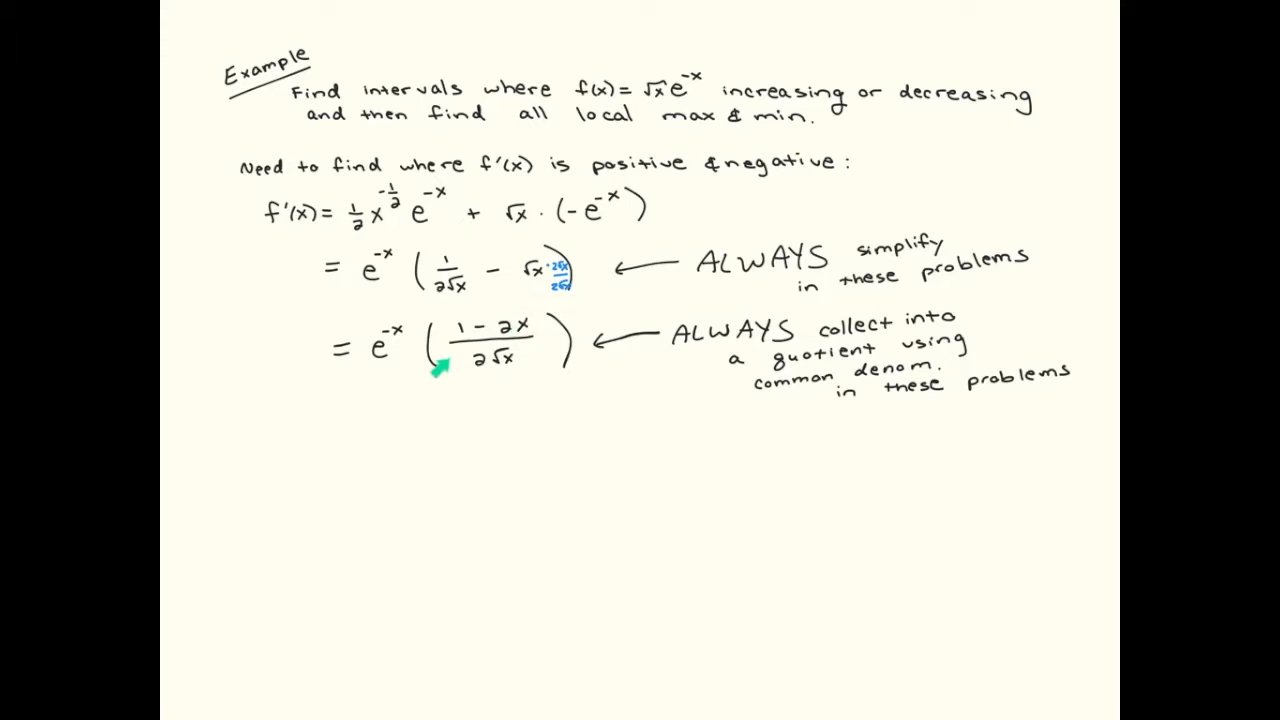 Example
Find intervals where f(x) = √x e^-x increasing or decreasing
and then find all local max & min.
Need to find where f'(x) is positive & negative:
f'(x) = 1/2 x^-1/2 e^-x + √x · (-e^-x)
= e^-x (1/2√x - √x · 2√x/2√x) ← ALWAYS simplify
in these problems
= e^-x (1 - 2x / 2√x) ← ALWAYS collect into
a quotient using
common denom.
in these problems